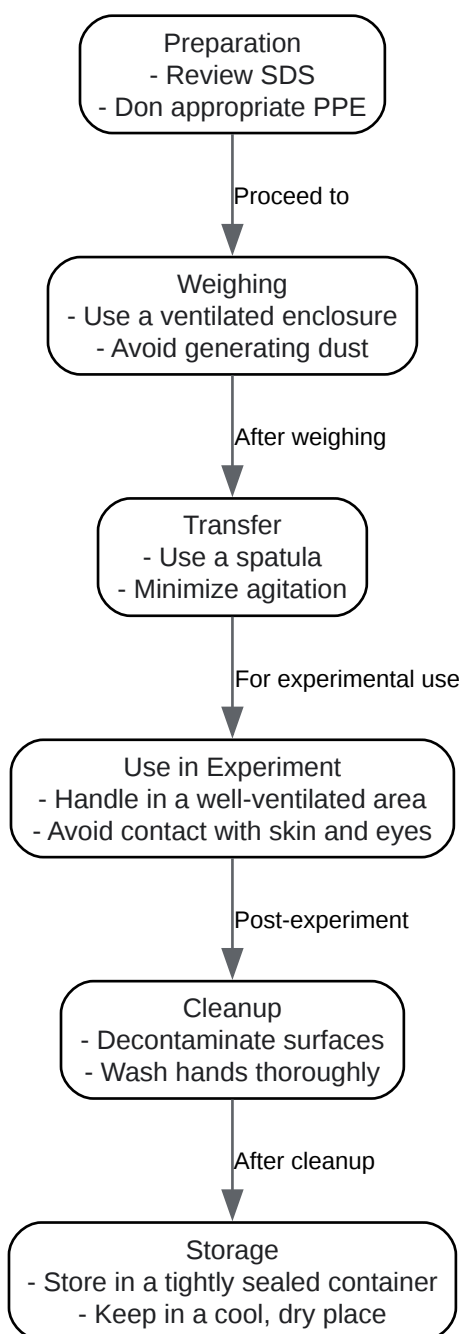 Preparation
- Review SDS
- Don appropriate PPE
Proceed to
Weighing
- Use a ventilated enclosure
- Avoid generating dust
After weighing
Transfer
- Use a spatula
- Minimize agitation
For experimental use
Use in Experiment
- Handle in a well-ventilated area
- Avoid contact with skin and eyes
Post-experiment
Cleanup
- Decontaminate surfaces
- Wash hands thoroughly
After cleanup
Storage
- Store in a tightly sealed container
- Keep in a cool, dry place